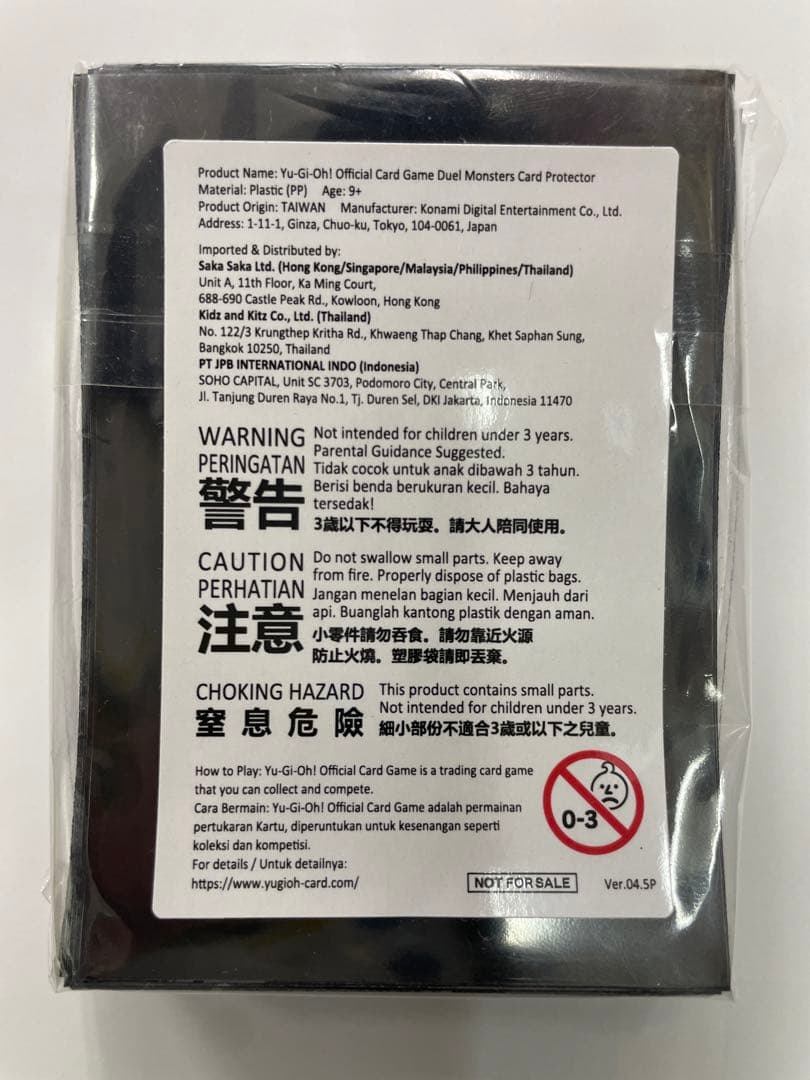 Product Name: Yu-Gi-Oh! Official Card Game Duel Monsters Card Protector
Material: Plastic (PP) Age: 9+
Product Origin: TAIWAN Manufacturer: Konami Digital Entertainment Co., Ltd.
Address: 1-11-1, Ginza, Chuo-ku, Tokyo, 104-0061, Japan
Imported & Distributed by:
Saka Saka Ltd. (Hong Kong/Singapore/Malaysia/Philippines/Thailand)
Unit A, 11th Floor, Ka Ming Court,
688-690 Castle Peak Rd., Kowloon, Hong Kong
Kidz and Kitz Co., Ltd. (Thailand)
No. 122/3 Krungthep Kritha Rd., Khwaeng Thap Chang, Khet Saphan Sung,
Bangkok 10250, Thailand
PT JPB INTERNATIONAL INDO (Indonesia)
SOHO CAPITAL, Unit SC 3703, Podomoro City, Central Park,
Jl. Tanjung Duren Raya No.1, Tj. Duren Sel, DKI Jakarta, Indonesia 11470
WARNING
PERINGATAN
警告
Not intended for children under 3 years.
Parental Guidance Suggested.
Tidak cocok untuk anak dibawah 3 tahun.
Berisi benda berukuran kecil. Bahaya
tersedak!
3歲以下不得玩耍。請大人陪同使用。
CAUTION
PERHATIAN
注意
Do not swallow small parts. Keep away
from fire. Properly dispose of plastic bags.
Jangan menelan bagian kecil. Menjauh dari
api. Buanglah kantong plastik dengan aman.
小零件請勿吞食。請勿靠近火源
防止火燒。塑膠袋請即丟棄。
CHOKING HAZARD
窒息危險
This product contains small parts.
Not intended for children under 3 years.
細小部份不適合3歲或以下之兒童。
How to Play: Yu-Gi-Oh! Official Card Game is a trading card game
that you can collect and compete.
Cara Bermain: Yu-Gi-Oh! Official Card Game adalah permainan
pertukaran Kartu, diperuntukan untuk kesenangan seperti
koleksi dan kompetisi.
For details / Untuk detailnya:
https://www.yugioh-card.com/
0-3
NOT FOR SALE
Ver.04.5P